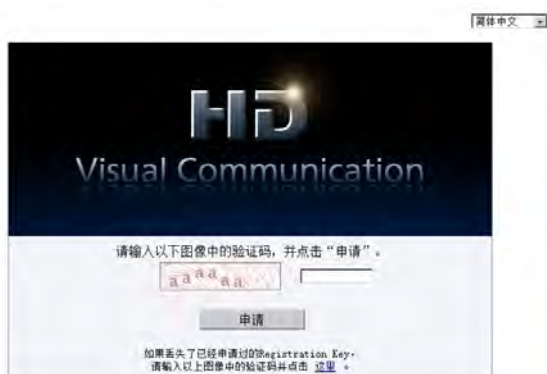 简体中文
HD
Visual Communication
请输入以下图像中的验证码，并点击“申请”。
aaaaaa
申请
如果丢失了已经申请过的Registration Key，
请输入以上图像中的验证码并点击 这里 。